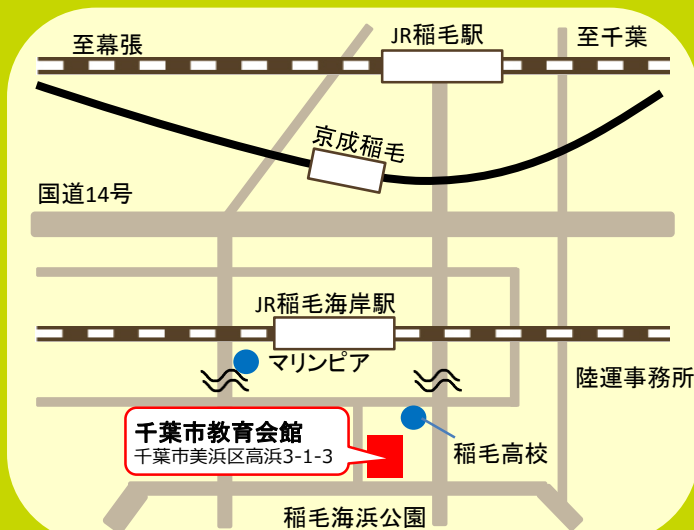 至幕張
JR稲毛駅
至千葉
京成稲毛
国道14号
JR稲毛海岸駅
マリンピア
陸運事務所
千葉市教育会館
千葉市美浜区高浜3-1-3
稲毛高校
稲毛海浜公園